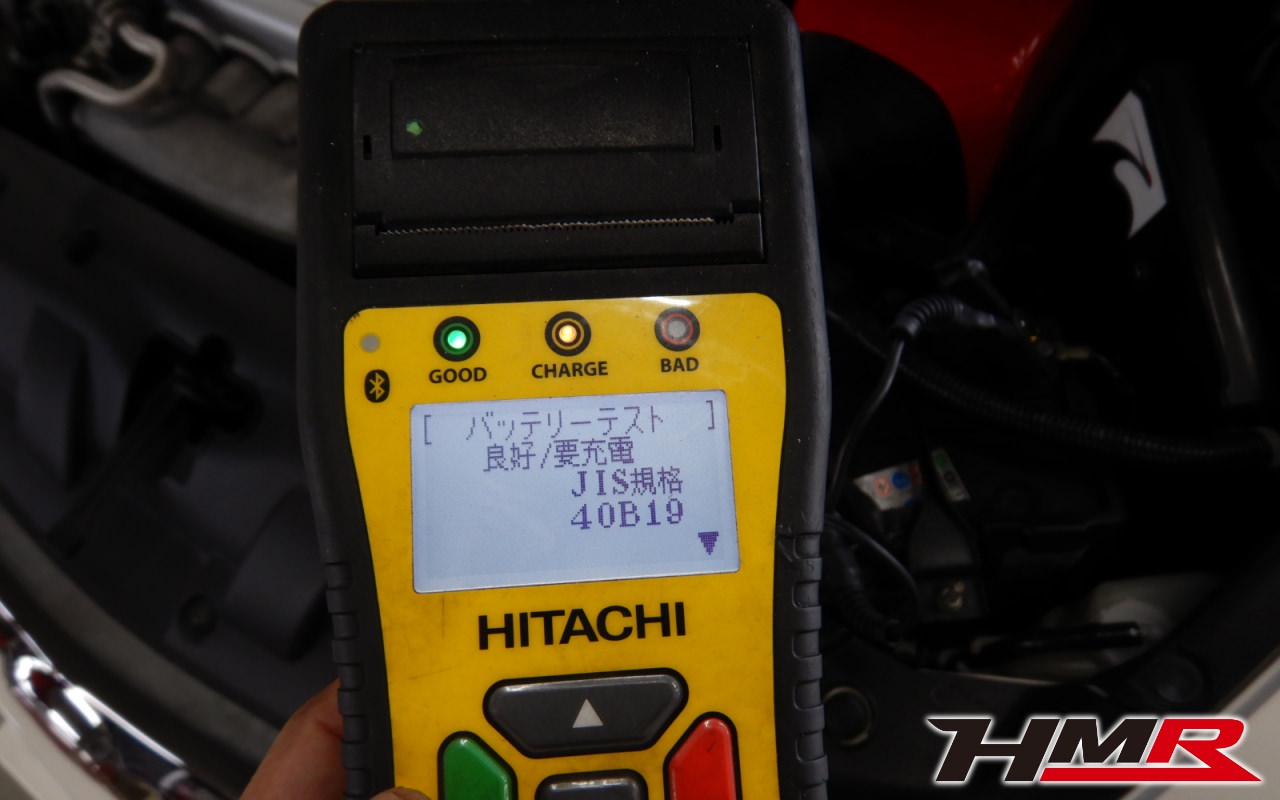 GOOD
CHARGE
BAD
[ バッテリーテスト ]
良好/要充電
JIS規格
40B19
HITACHI
HMR